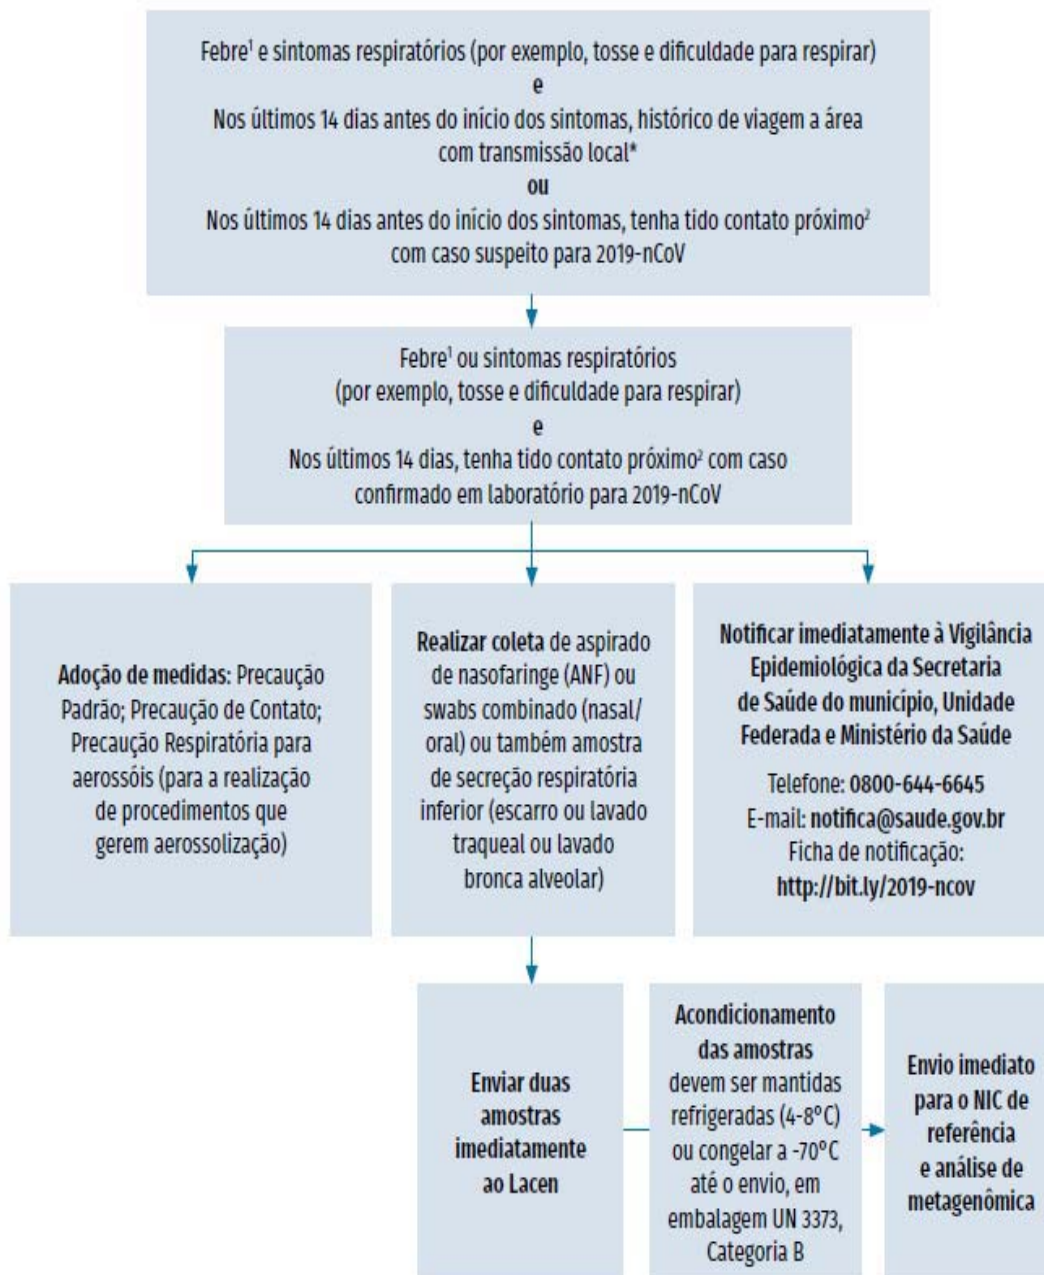 Febre¹ e sintomas respiratórios (por exemplo, tosse e dificuldade para respirar)
e
Nos últimos 14 dias antes do início dos sintomas, histórico de viagem a área
com transmissão local*
ou
Nos últimos 14 dias antes do início dos sintomas, tenha tido contato próximo²
com caso suspeito para 2019-nCoV
Febre¹ ou sintomas respiratórios
(por exemplo, tosse e dificuldade para respirar)
e
Nos últimos 14 dias, tenha tido contato próximo² com caso
confirmado em laboratório para 2019-nCoV
Adoção de medidas: Precaução
Padrão; Precaução de Contato;
Precaução Respiratória para
aerossóis (para a realização
de procedimentos que
gerem aerossolização)
Realizar coleta de aspirado
de nasofaringe (ANF) ou
swabs combinado (nasal/
oral) ou também amostra
de secreção respiratória
inferior (escarro ou lavado
traqueal ou lavado
bronca alveolar)
Notificar imediatamente à Vigilância
Epidemiológica da Secretaria
de Saúde do município, Unidade
Federada e Ministério da Saúde
Telefone: 0800-644-6645
E-mail: notifica@saude.gov.br
Ficha de notificação:
http://bit.ly/2019-ncov
Enviar duas
amostras
imediatamente
ao Lacen
Acondicionamento
das amostras
devem ser mantidas
refrigeradas (4-8°C)
ou congelar a -70°C
até o envio, em
embalagem UN 3373,
Categoria B
Envio imediato
para o NIC de
referência
e análise de
metagenômica